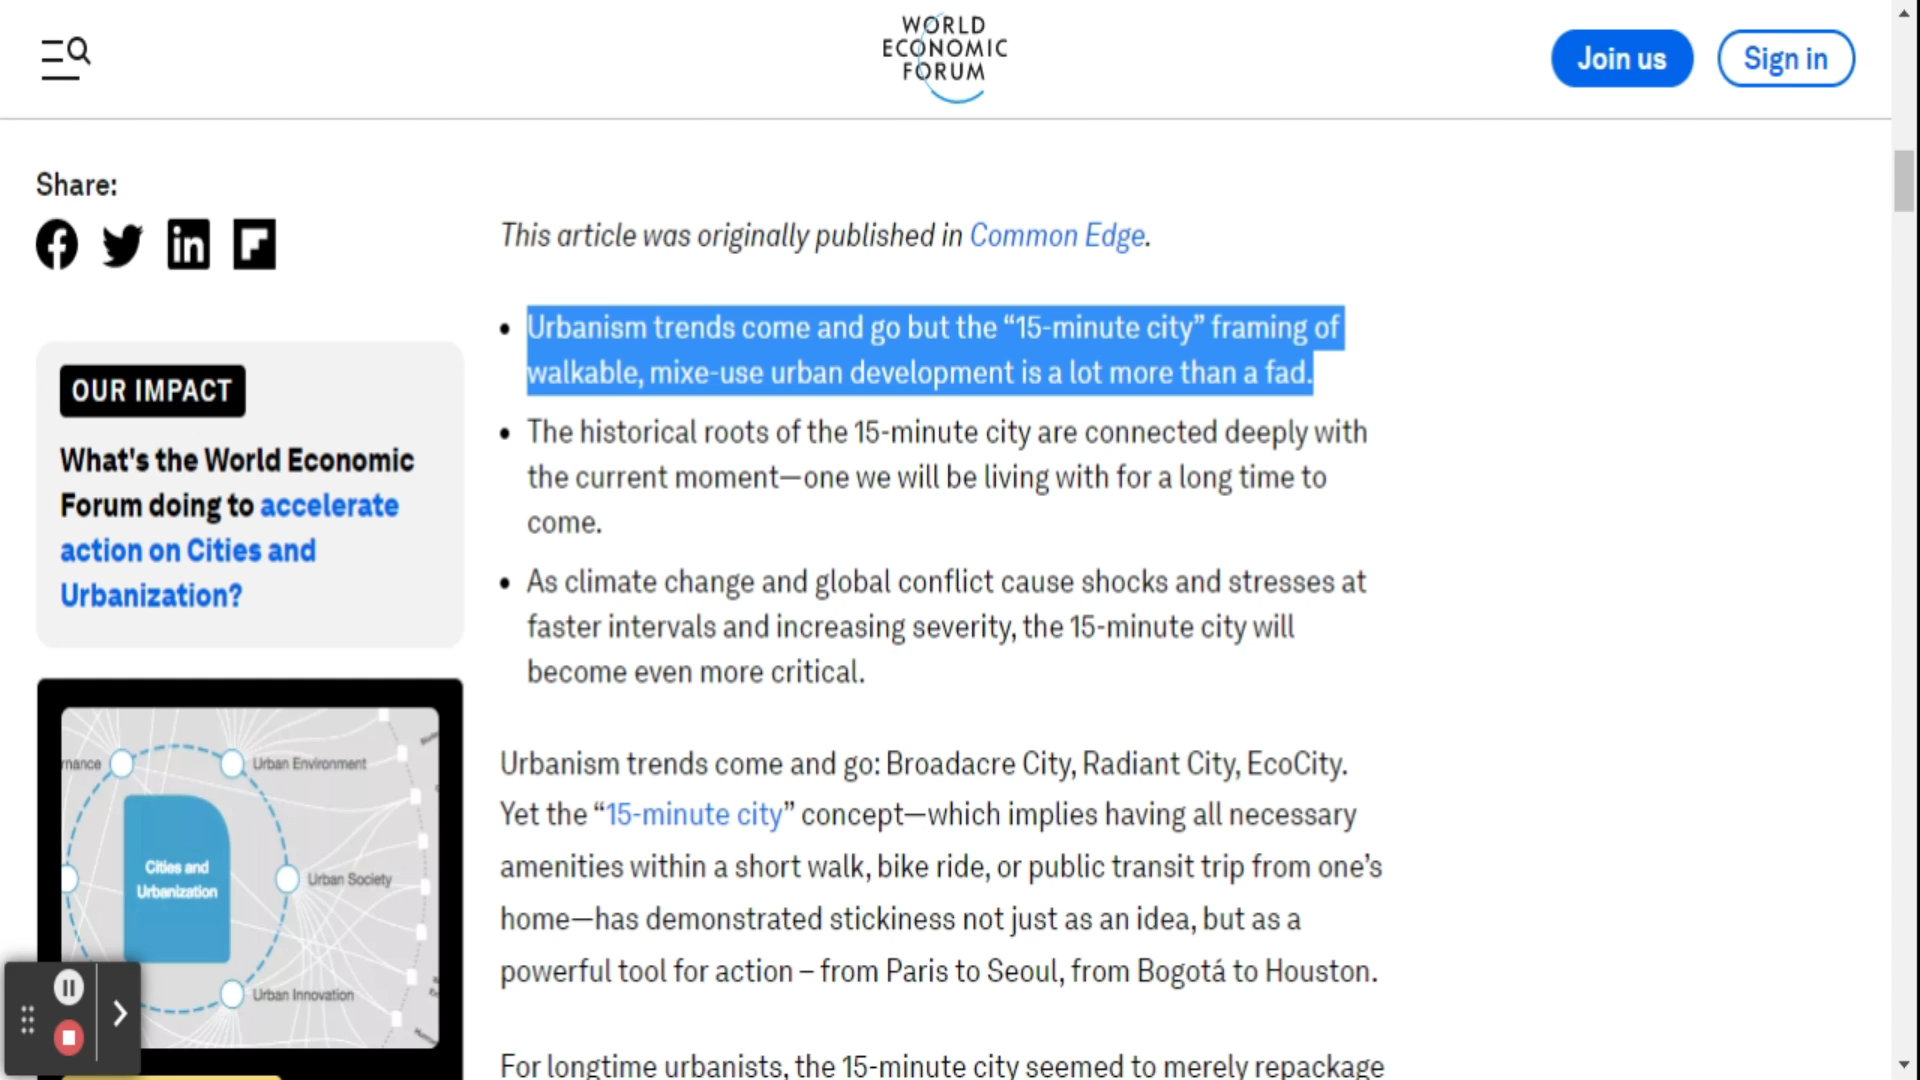 WORLD
ECONOMIC
FORUM
Join us
Sign in
Share:
This article was originally published in Common Edge.
OUR IMPACT
What's the World Economic
Forum doing to accelerate
action on Cities and
Urbanization?
• Urbanism trends come and go but the “15-minute city” framing of
walkable, mixe-use urban development is a lot more than a fad.
• The historical roots of the 15-minute city are connected deeply with
the current moment—one we will be living with for a long time to
come.
• As climate change and global conflict cause shocks and stresses at
faster intervals and increasing severity, the 15-minute city will
become even more critical.
rnance
Urban Environment
Cities and
Urbanization
Urban Society
Urban Innovation
Urbanism trends come and go: Broadacre City, Radiant City, EcoCity.
Yet the “15-minute city” concept—which implies having all necessary
amenities within a short walk, bike ride, or public transit trip from one’s
home—has demonstrated stickiness not just as an idea, but as a
powerful tool for action – from Paris to Seoul, from Bogotá to Houston.
For longtime urbanists, the 15-minute city seemed to merely repackage